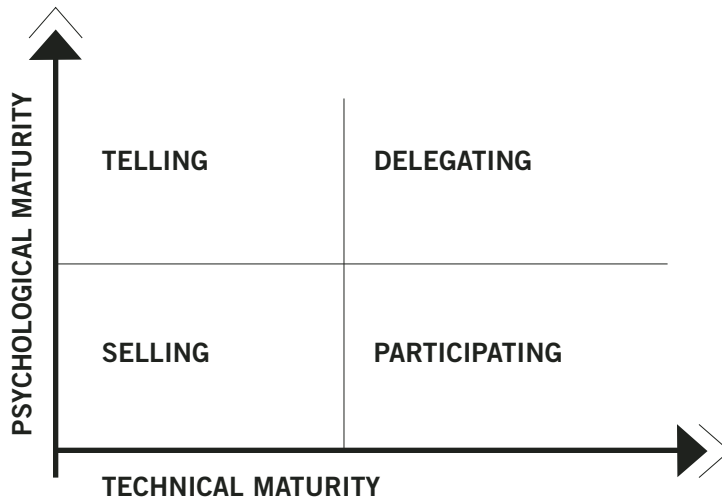 PSYCHOLOGICAL MATURITY
TELLING
DELEGATING
SELLING
PARTICIPATING
TECHNICAL MATURITY